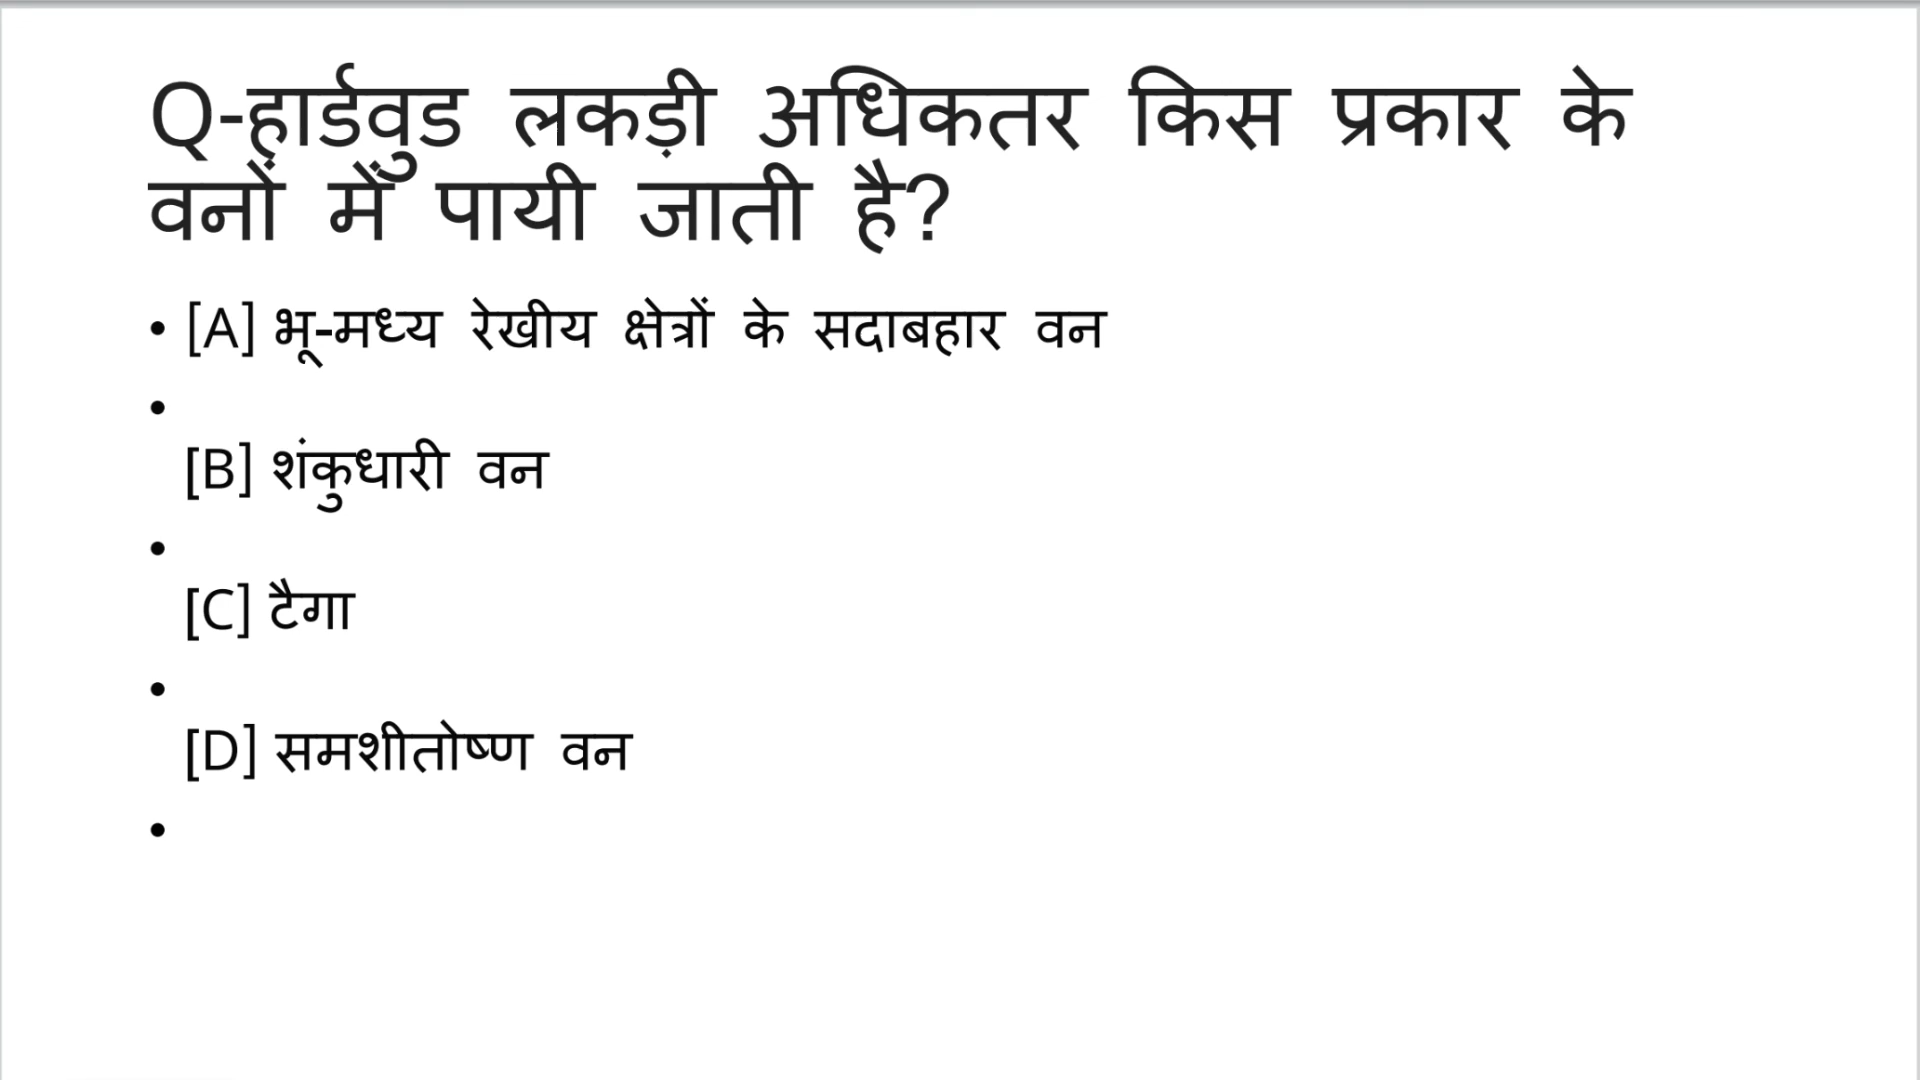 Q-हार्डवुड लकड़ी अधिकतर किस प्रकार के
वनों में पायी जाती है?
• [A] भू-मध्य रेखीय क्षेत्रों के सदाबहार वन
•
[B] शंकुधारी वन
•
[C] टैगा
•
[D] समशीतोष्ण वन
•